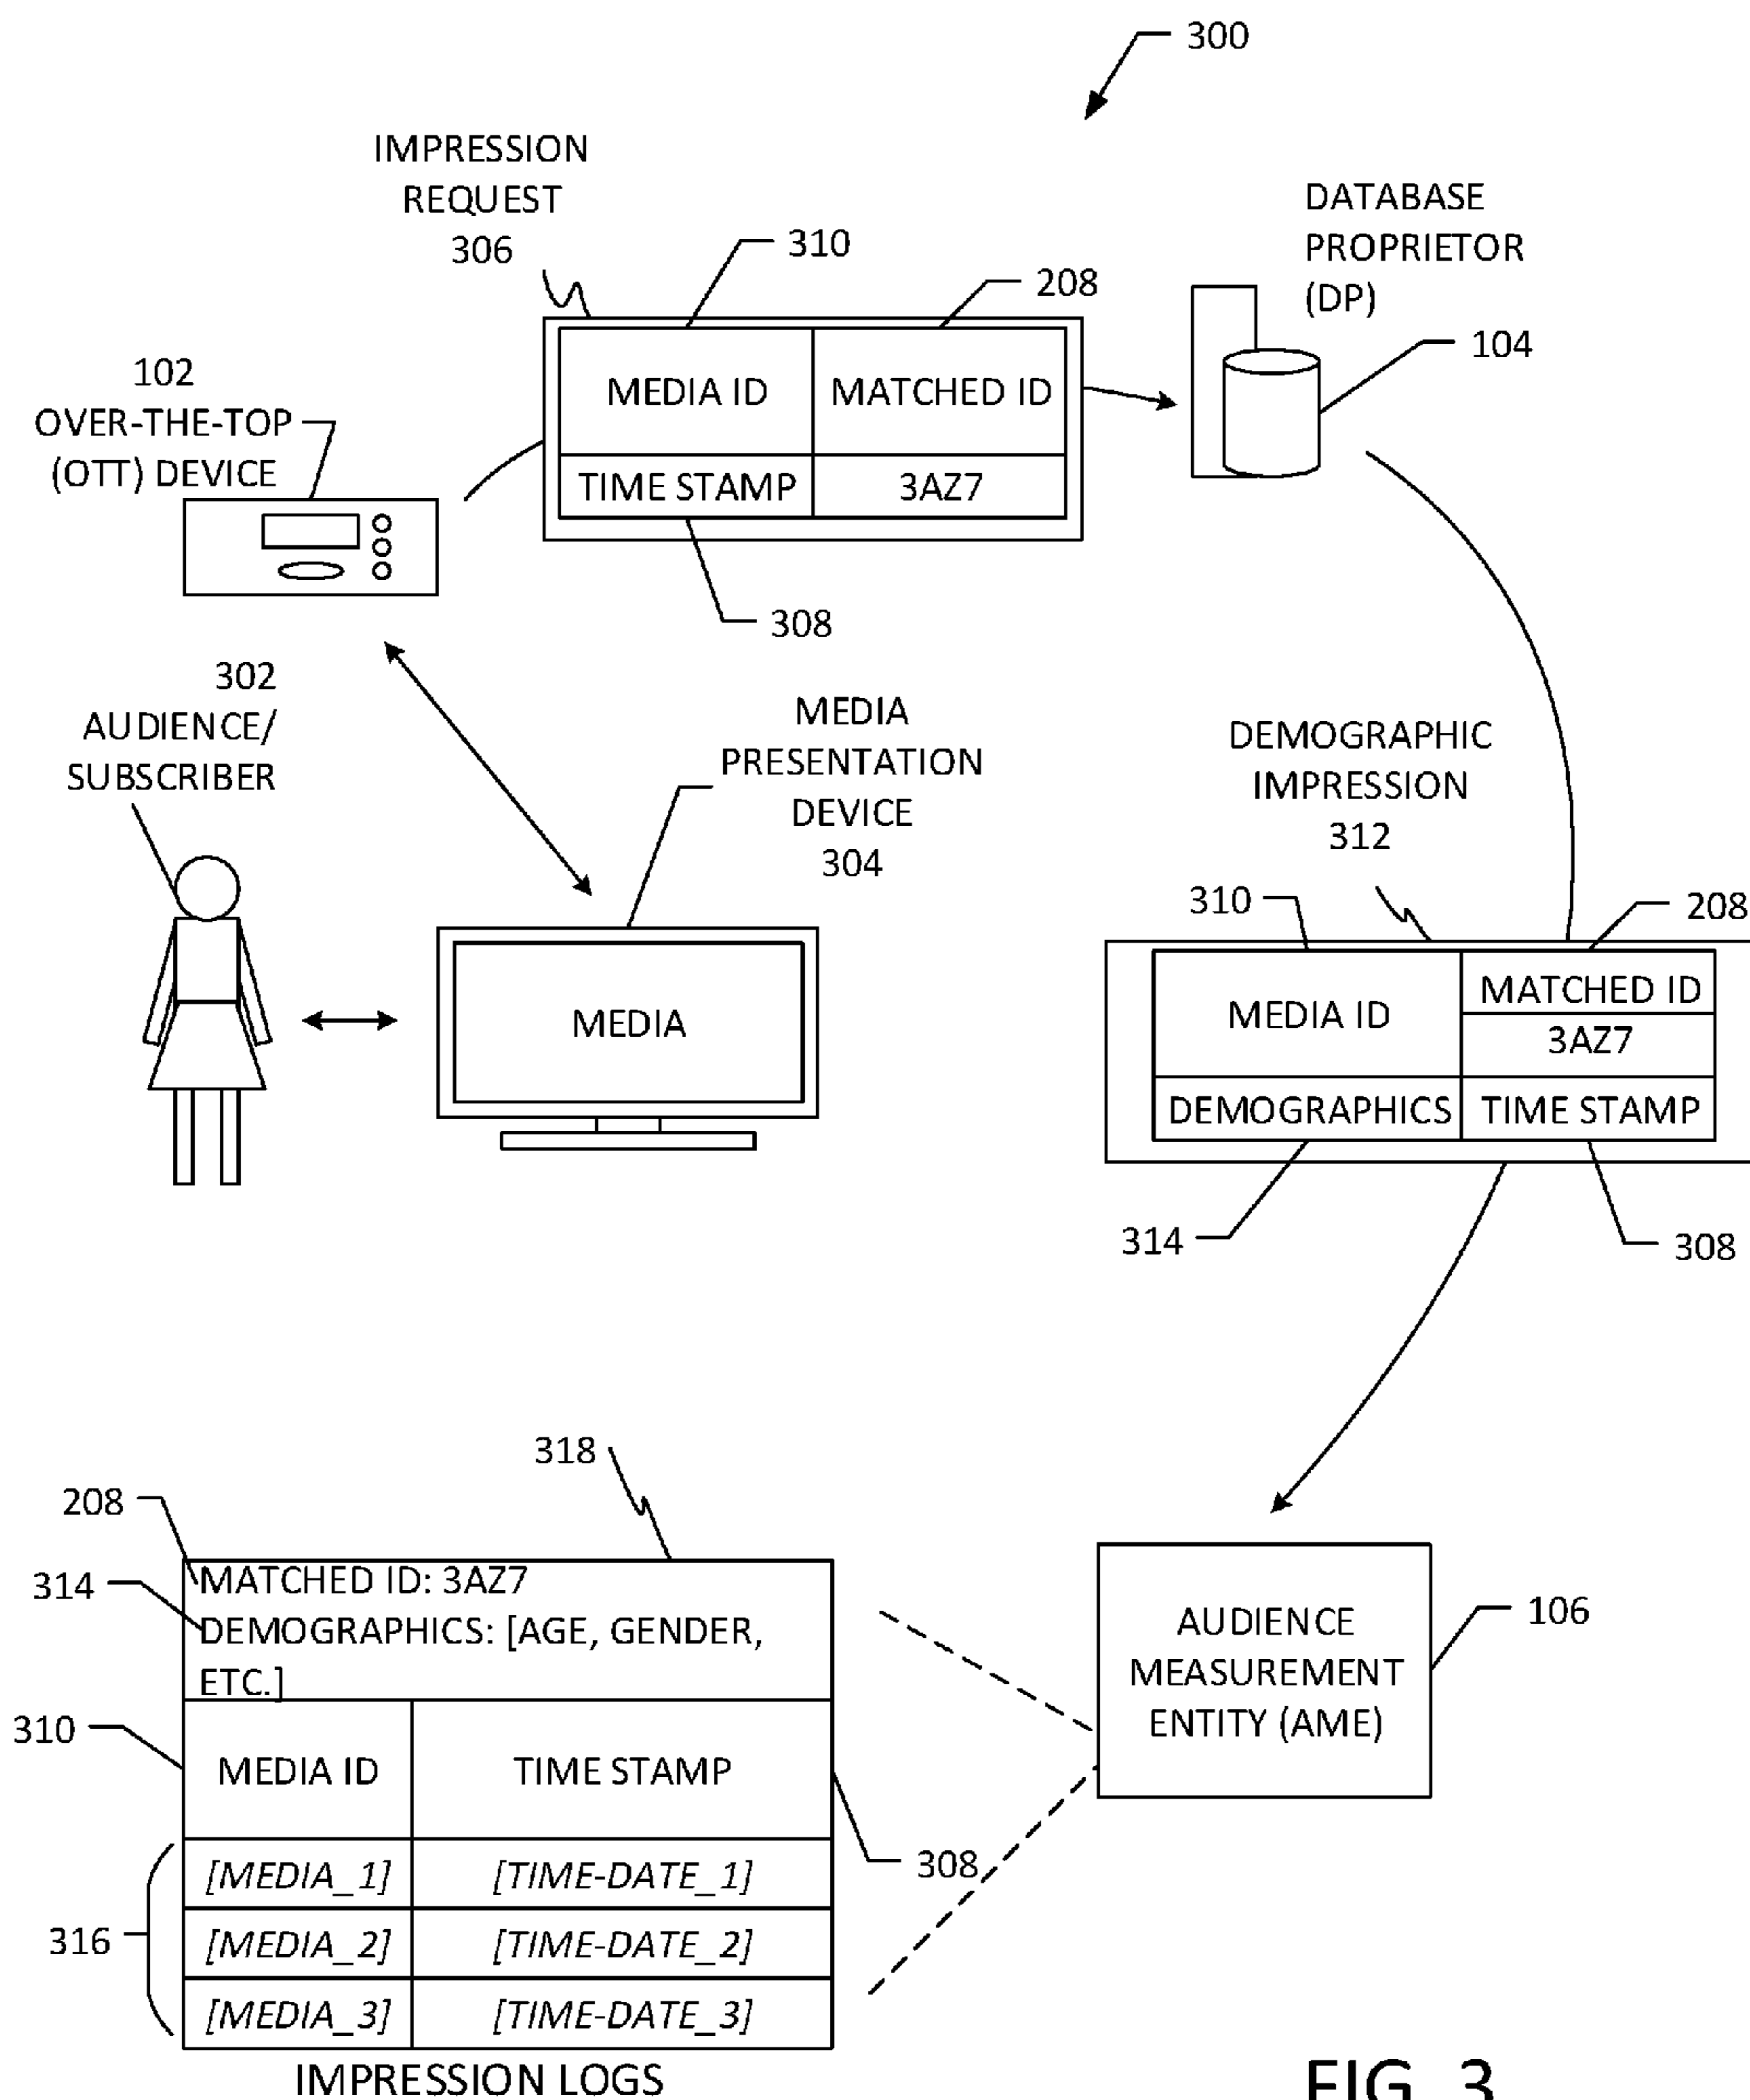 300
IMPRESSION
REQUEST
306
310
208
MEDIA ID
MATCHED ID
TIME STAMP
3AZ7
308
DATABASE
PROPRIETOR
(DP)
104
102
OVER-THE-TOP
(OTT) DEVICE
302
AUDIENCE/
SUBSCRIBER
MEDIA
PRESENTATION
DEVICE
304
MEDIA
DEMOGRAPHIC
IMPRESSION
312
310
208
MEDIA ID
MATCHED ID
3AZ7
DEMOGRAPHICS
TIME STAMP
314
308
318
208
314
MATCHED ID: 3AZ7
DEMOGRAPHICS: [AGE, GENDER,
ETC.]
310
MEDIA ID
TIME STAMP
308
316
[MEDIA_1]
[TIME-DATE_1]
[MEDIA_2]
[TIME-DATE_2]
[MEDIA_3]
[TIME-DATE_3]
IMPRESSION LOGS
AUDIENCE
MEASUREMENT
ENTITY (AME)
106
FIG. 3